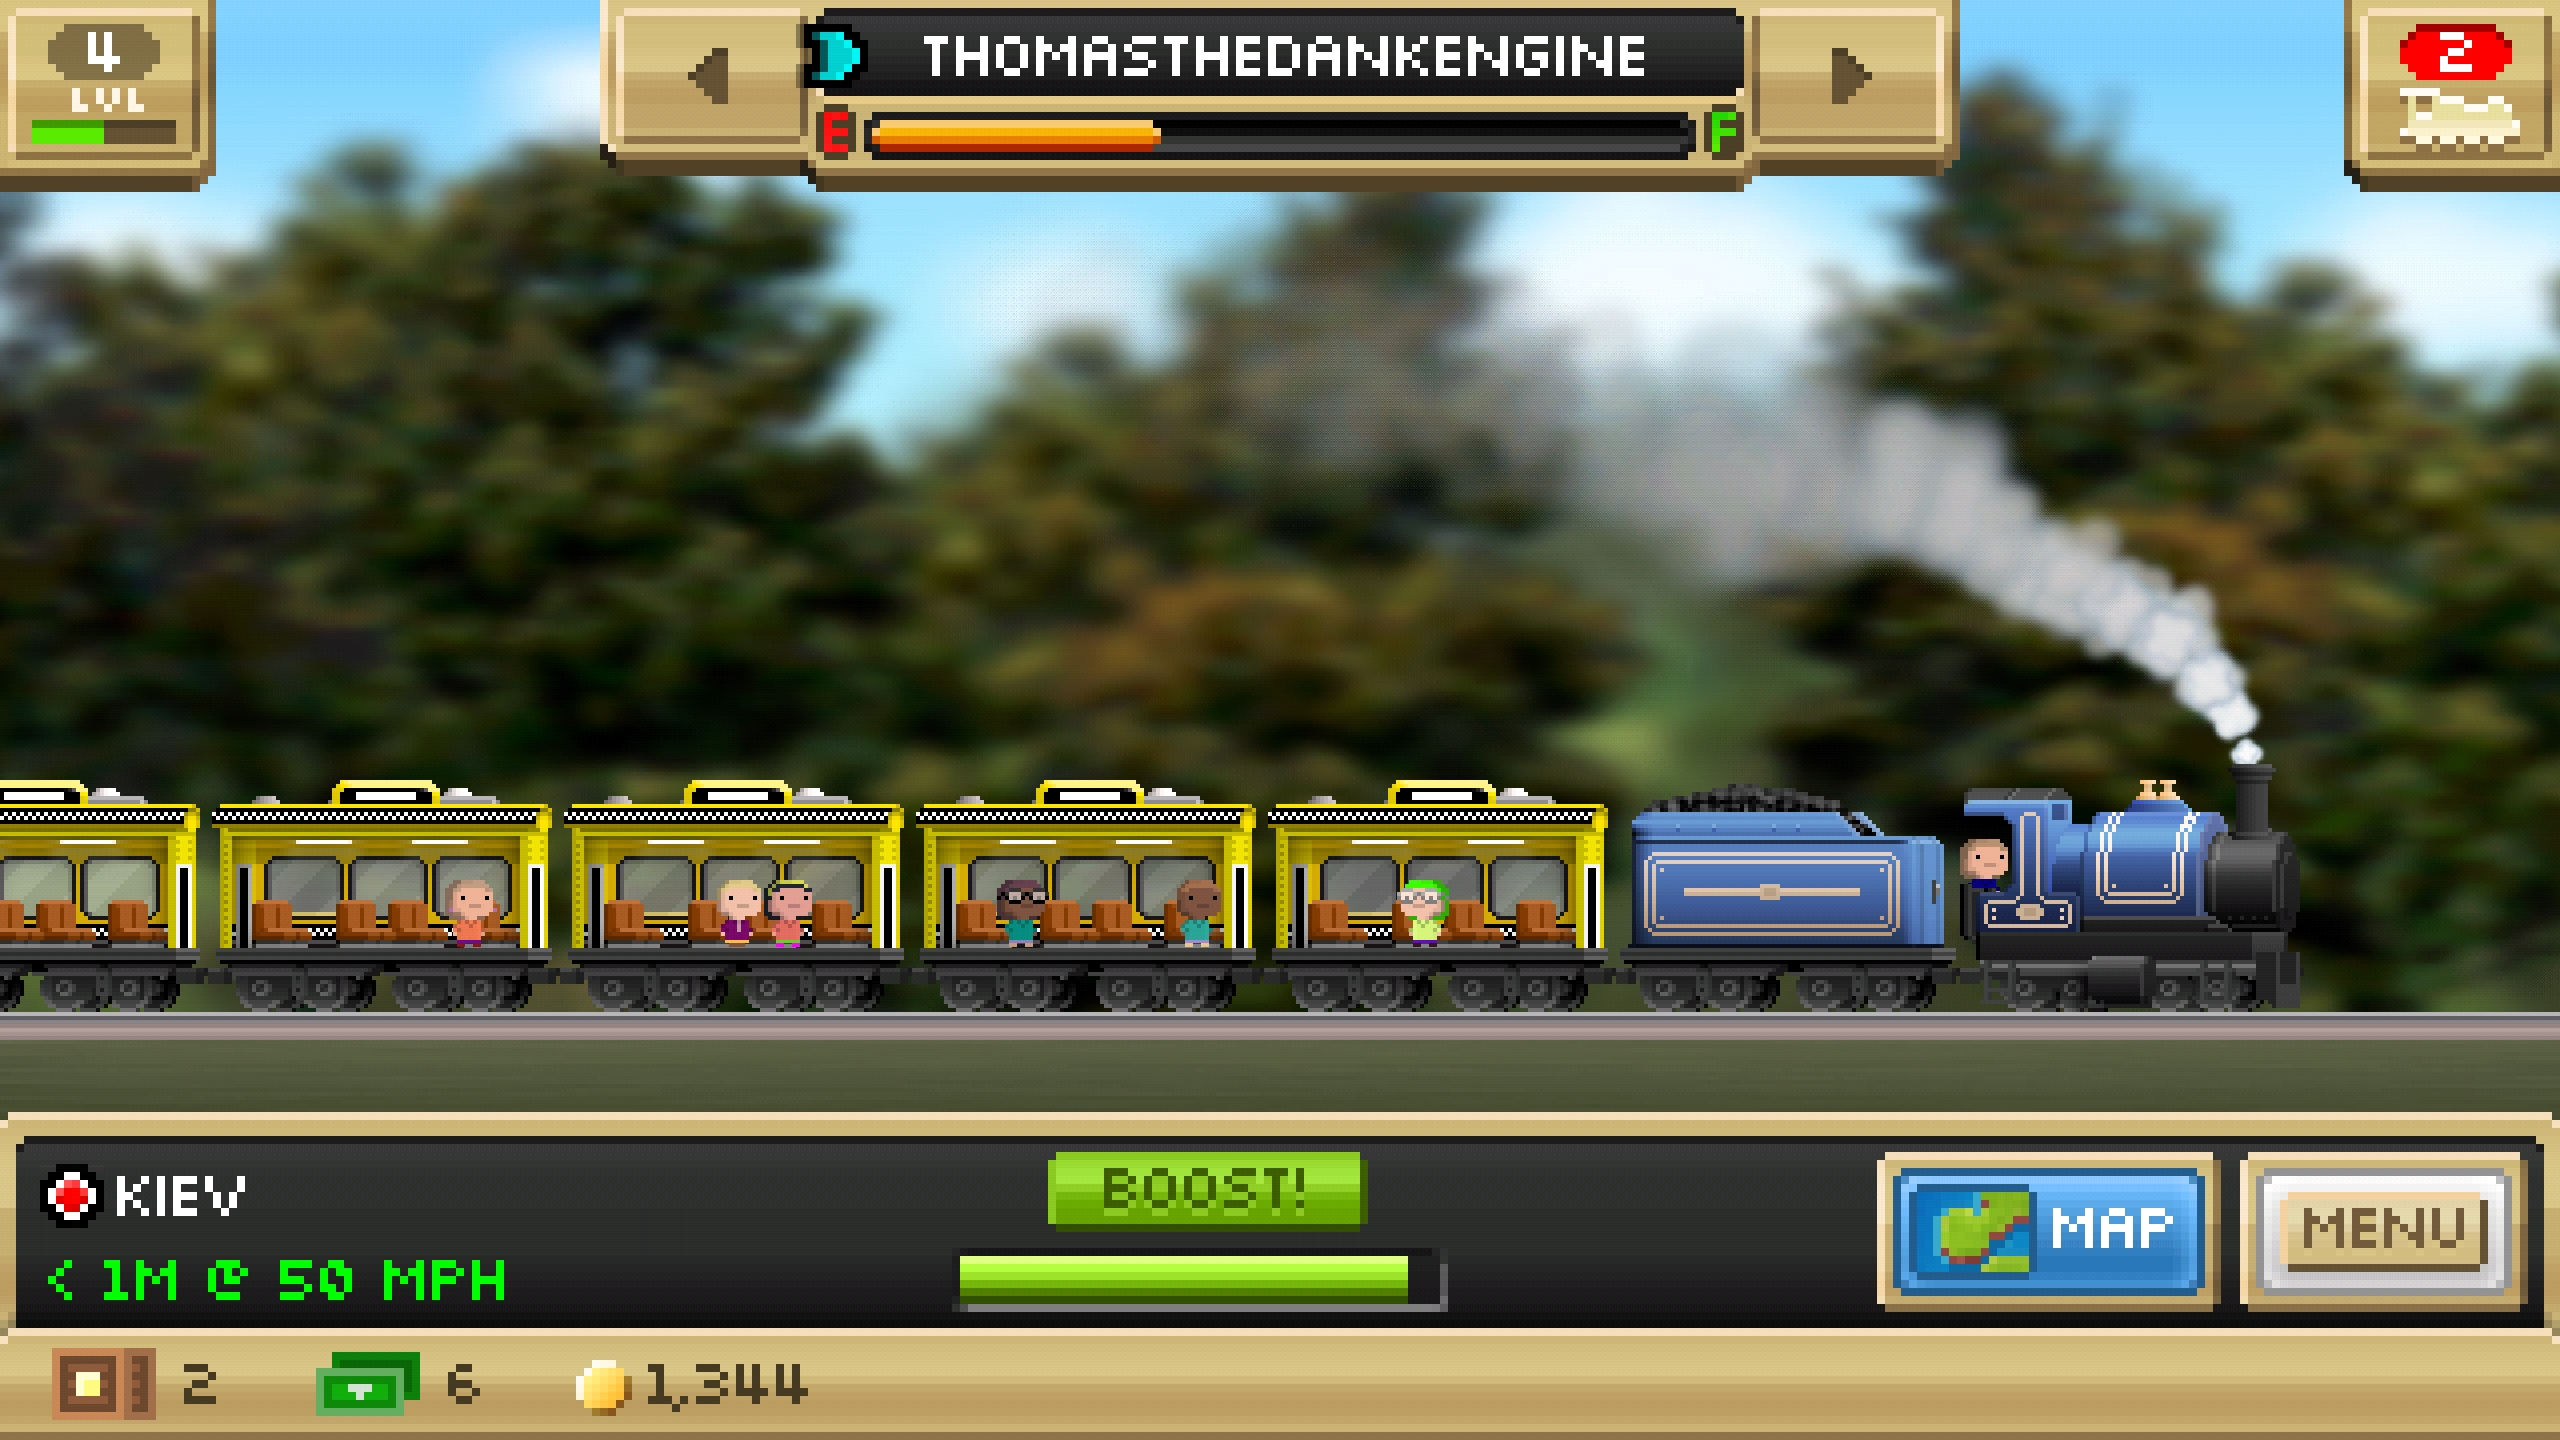 4
LVL
THOMASTHEDANKENGINE
E F
2
KIEV
< 1M @ 50 MPH
BOOST!
MAP
MENU
2 6 1,344